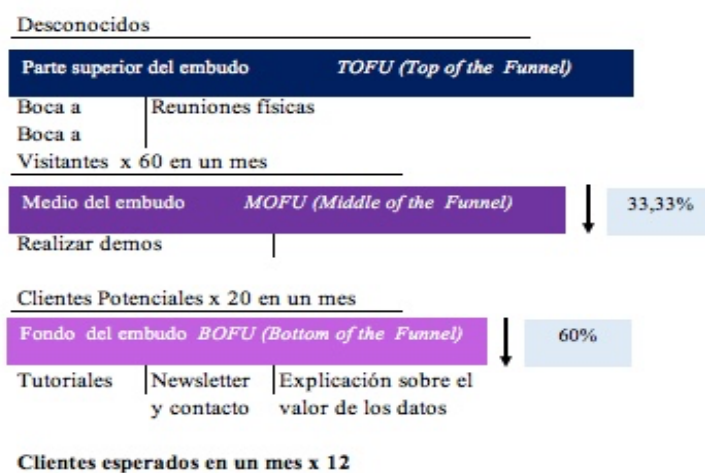 Desconocidos
Parte superior del embudo TOFU (Top of the Funnel)
Boca a Reuniones físicas
Boca a
Visitantes x 60 en un mes
Medio del embudo MOFU (Middle of the Funnel) 33,33%
Realizar demos
Clientes Potenciales x 20 en un mes
Fondo del embudo BOFU (Bottom of the Funnel) 60%
Tutoriales Newsletter Explicación sobre el
y contacto valor de los datos
Clientes esperados en un mes x 12